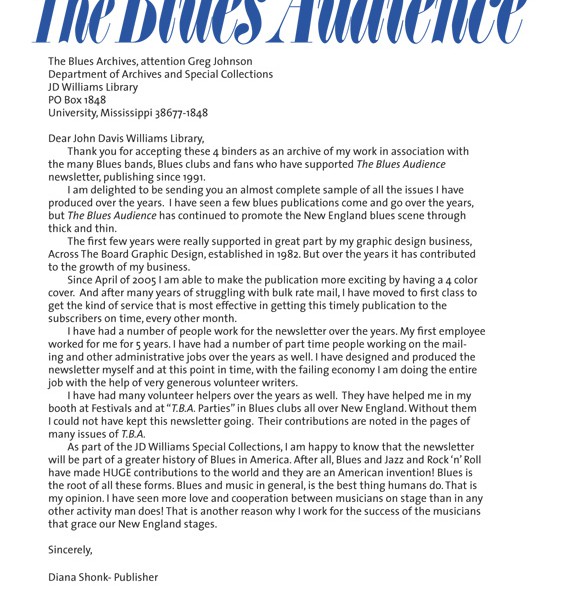 The Blues Audience
The Blues Archives, attention Greg Johnson
Department of Archives and Special Collections
JD Williams Library
PO Box 1848
University, Mississippi 38677-1848
Dear John Davis Williams Library,
Thank you for accepting these 4 binders as an archive of my work in association with
the many Blues bands, Blues clubs and fans who have supported The Blues Audience
newsletter, publishing since 1991.
I am delighted to be sending you an almost complete sample of all the issues I have
produced over the years.  I have seen a few blues publications come and go over the years,
but The Blues Audience has continued to promote the New England blues scene through
thick and thin.
The first few years were really supported in great part by my graphic design business,
Across The Board Graphic Design, established in 1982. But over the years it has contributed
to the growth of my business.
Since April of 2005 I am able to make the publication more exciting by having a 4 color
cover.  And after many years of struggling with bulk rate mail, I have moved to first class to
get the kind of service that is most effective in getting this timely publication to the
subscribers on time, every other month.
I have had a number of people work for the newsletter over the years. My first employee
worked for me for 5 years. I have had a number of part time people working on the mail-
ing and other administrative jobs over the years as well. I have designed and produced the
newsletter myself and at this point in time, with the failing economy I am doing the entire
job with the help of very generous volunteer writers.
I have had many volunteer helpers over the years as well.  They have helped me in my
booth at Festivals and at "T.B.A. Parties" in Blues clubs all over New England. Without them
I could not have kept this newsletter going.  Their contributions are noted in the pages of
many issues of T.B.A.
As part of the JD Williams Special Collections, I am happy to know that the newsletter
will be part of a greater history of Blues in America. After all, Blues and Jazz and Rock 'n' Roll
have made HUGE contributions to the world and they are an American invention! Blues is
the root of all these forms. Blues and music in general, is the best thing humans do. That is
my opinion. I have seen more love and cooperation between musicians on stage than in any
other activity man does! That is another reason why I work for the success of the musicians
that grace our New England stages.
Sincerely,
Diana Shonk- Publisher